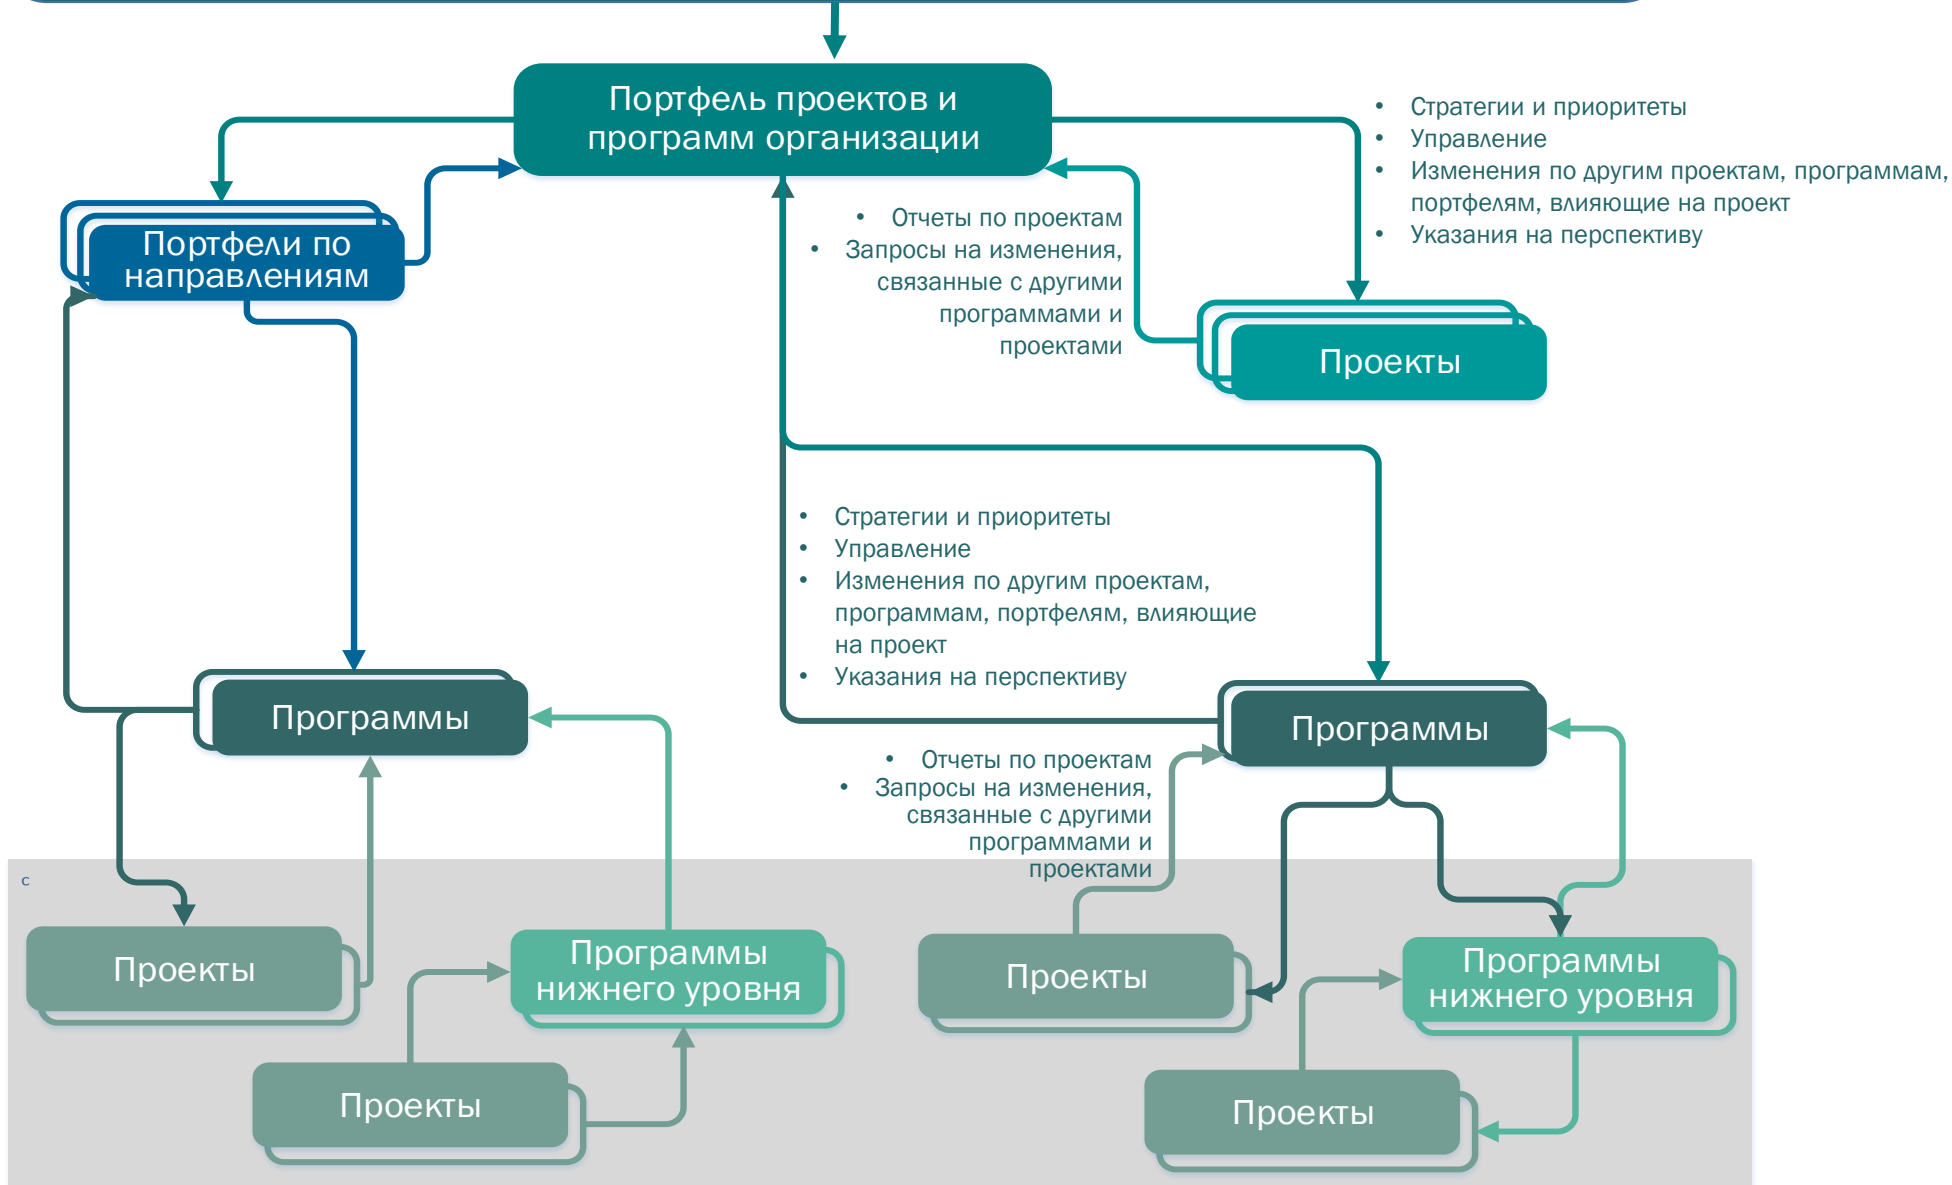 Портфель проектов и
программ организации
• Стратегии и приоритеты
• Управление
• Изменения по другим проектам, программам,
портфелям, влияющие на проект
• Указания на перспективу
Портфели по
направлениям
• Отчеты по проектам
• Запросы на изменения,
связанные с другими
программами и
проектами
Проекты
• Стратегии и приоритеты
• Управление
• Изменения по другим проектам,
программам, портфелям, влияющие
на проект
• Указания на перспективу
Программы
Программы
• Отчеты по проектам
• Запросы на изменения,
связанные с другими
программами и
проектами
с
Проекты
Программы
нижнего уровня
Проекты
Проекты
Программы
нижнего уровня
Проекты